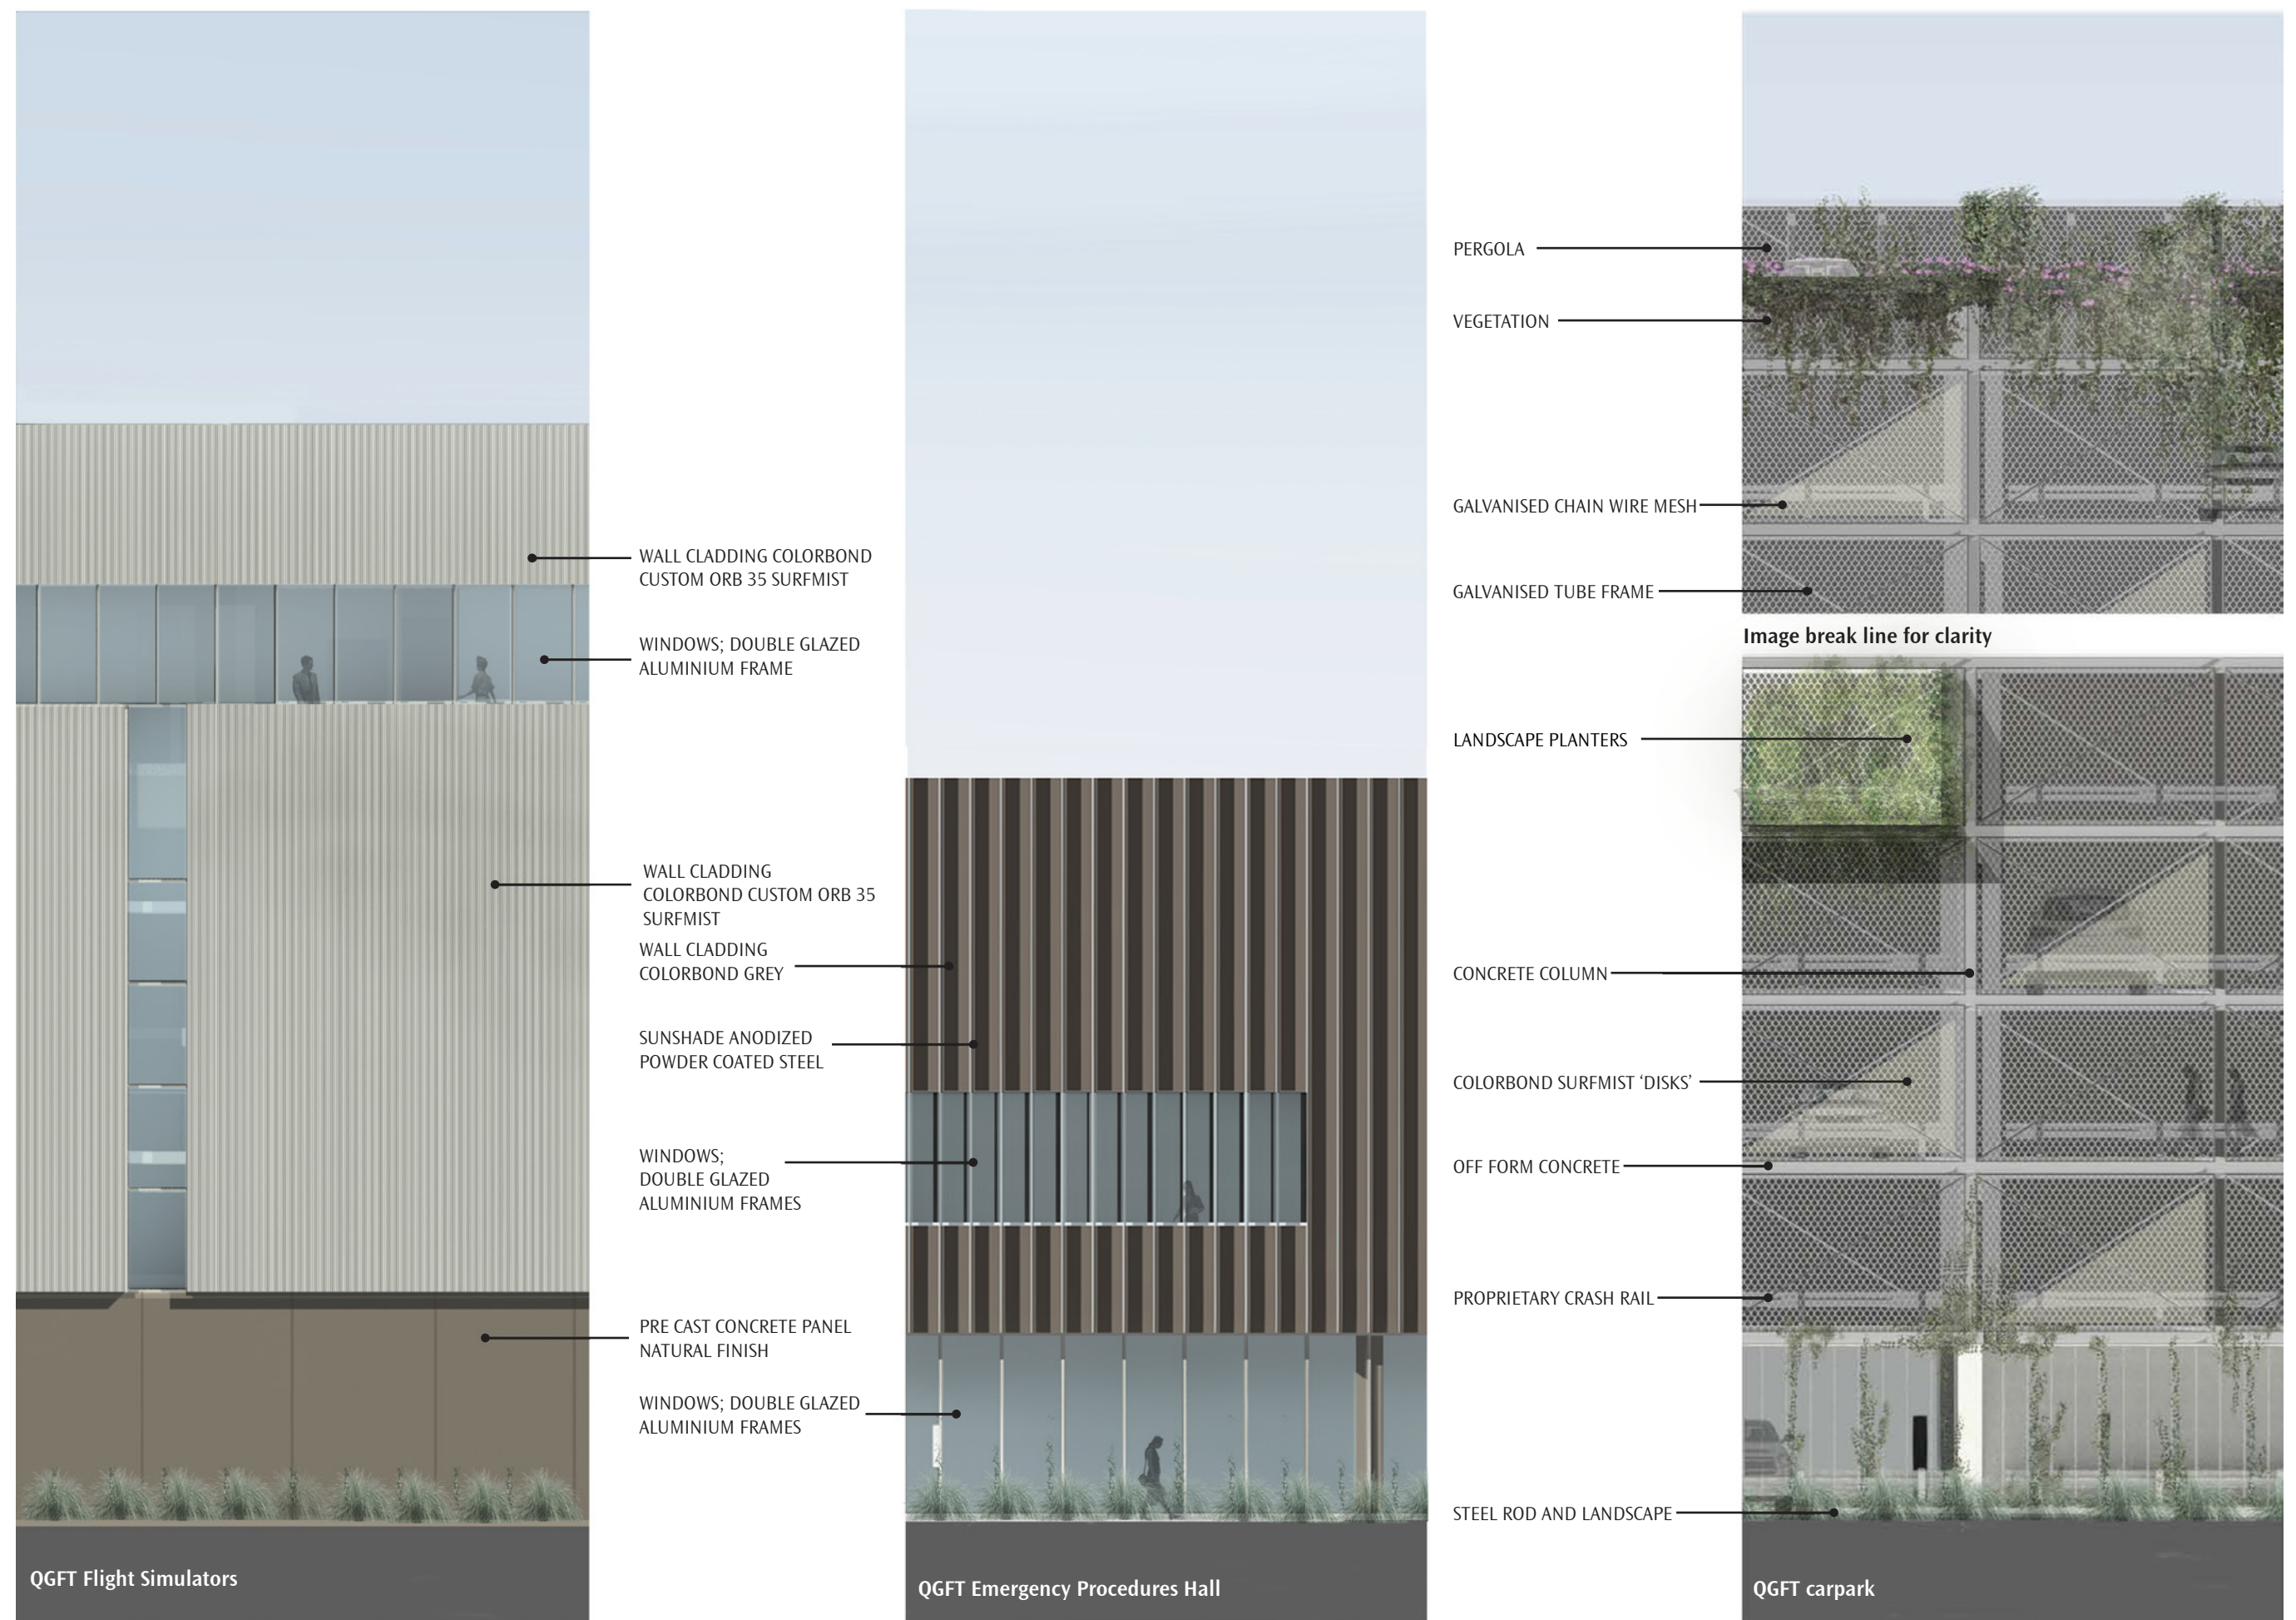 WALL CLADDING COLORBOND
CUSTOM ORB 35 SURFMIST
WINDOWS; DOUBLE GLAZED
ALUMINIUM FRAME
WALL CLADDING
COLORBOND CUSTOM ORB 35
SURFMIST
WALL CLADDING
COLORBOND GREY
SUNSHADE ANODIZED
POWDER COATED STEEL
WINDOWS;
DOUBLE GLAZED
ALUMINIUM FRAMES
PRE CAST CONCRETE PANEL
NATURAL FINISH
WINDOWS; DOUBLE GLAZED
ALUMINIUM FRAMES
PERGOLA
VEGETATION
GALVANISED CHAIN WIRE MESH
GALVANISED TUBE FRAME
Image break line for clarity
LANDSCAPE PLANTERS
CONCRETE COLUMN
COLORBOND SURFMIST ‘DISKS’
OFF FORM CONCRETE
PROPRIETARY CRASH RAIL
STEEL ROD AND LANDSCAPE
QGFT Flight Simulators
QGFT Emergency Procedures Hall
QGFT carpark